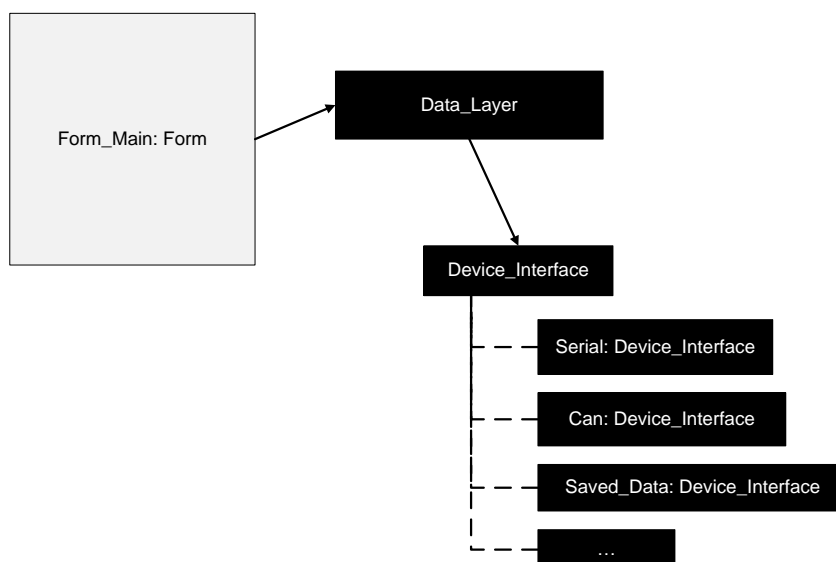 Form_Main: Form
Data_Layer
Device_Interface
Serial: Device_Interface
Can: Device_Interface
Saved_Data: Device_Interface
…